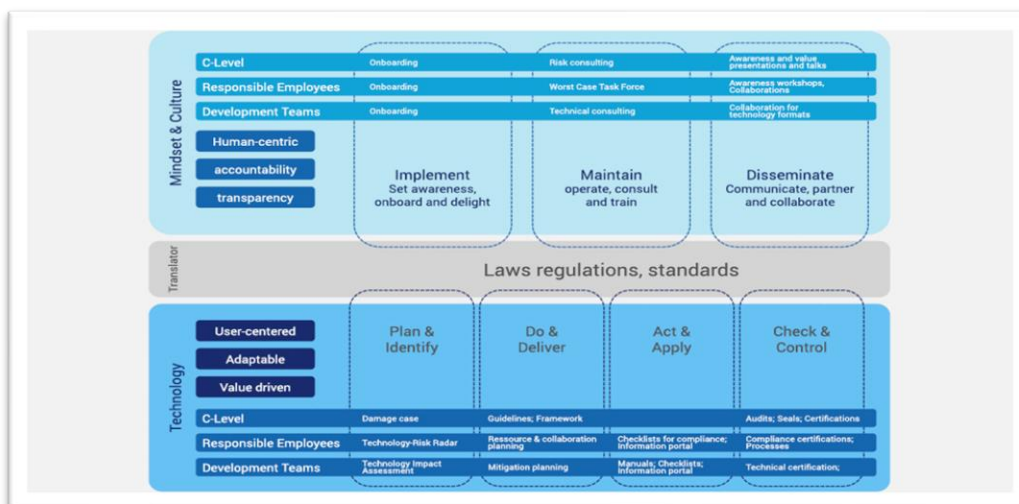 Mindset & Culture
C-Level
Onboarding
Risk consulting
Awareness and value
presentations and talks
Responsible Employees
Onboarding
Worst Case Task Force
Awareness workshops,
Collaborations
Development Teams
Onboarding
Technical consulting
Collaboration for
technology formats
Human-centric
accountability
transparency
Implement
Set awareness,
onboard and delight
Maintain
operate, consult
and train
Disseminate
Communicate, partner
and collaborate
Translator
Laws regulations, standards
Technology
User-centered
Adaptable
Value driven
Plan &
Identify
Do &
Deliver
Act &
Apply
Check &
Control
C-Level
Damage case
Guidelines; Framework
Audits; Seals; Certifications
Responsible Employees
Technology-Risk Radar
Ressource & collaboration
planning
Checklists for compliance;
Information portal
Compliance certifications;
Processes
Development Teams
Technology Impact
Assessment
Mitigation planning
Manuals; Checklists;
Information portal
Technical certification;